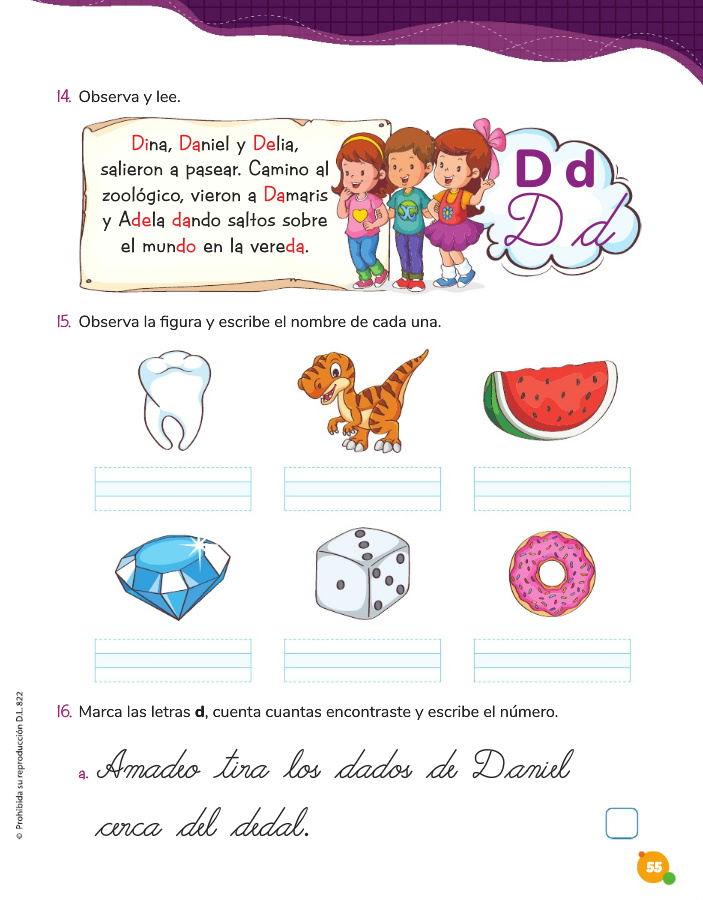 14. Observa y lee.
Dina, Daniel y Delia,
salieron a pasear. Camino al
zoológico, vieron a Damaris
y Adela dando saltos sobre
el mundo en la vereda.
D d
D d
15. Observa la figura y escribe el nombre de cada una.
16. Marca las letras d, cuenta cuantas encontraste y escribe el número.
a. Amadeo tira los dados de Daniel
cerca del dedal.
© Prohibida su reproducción D.L. 822
55